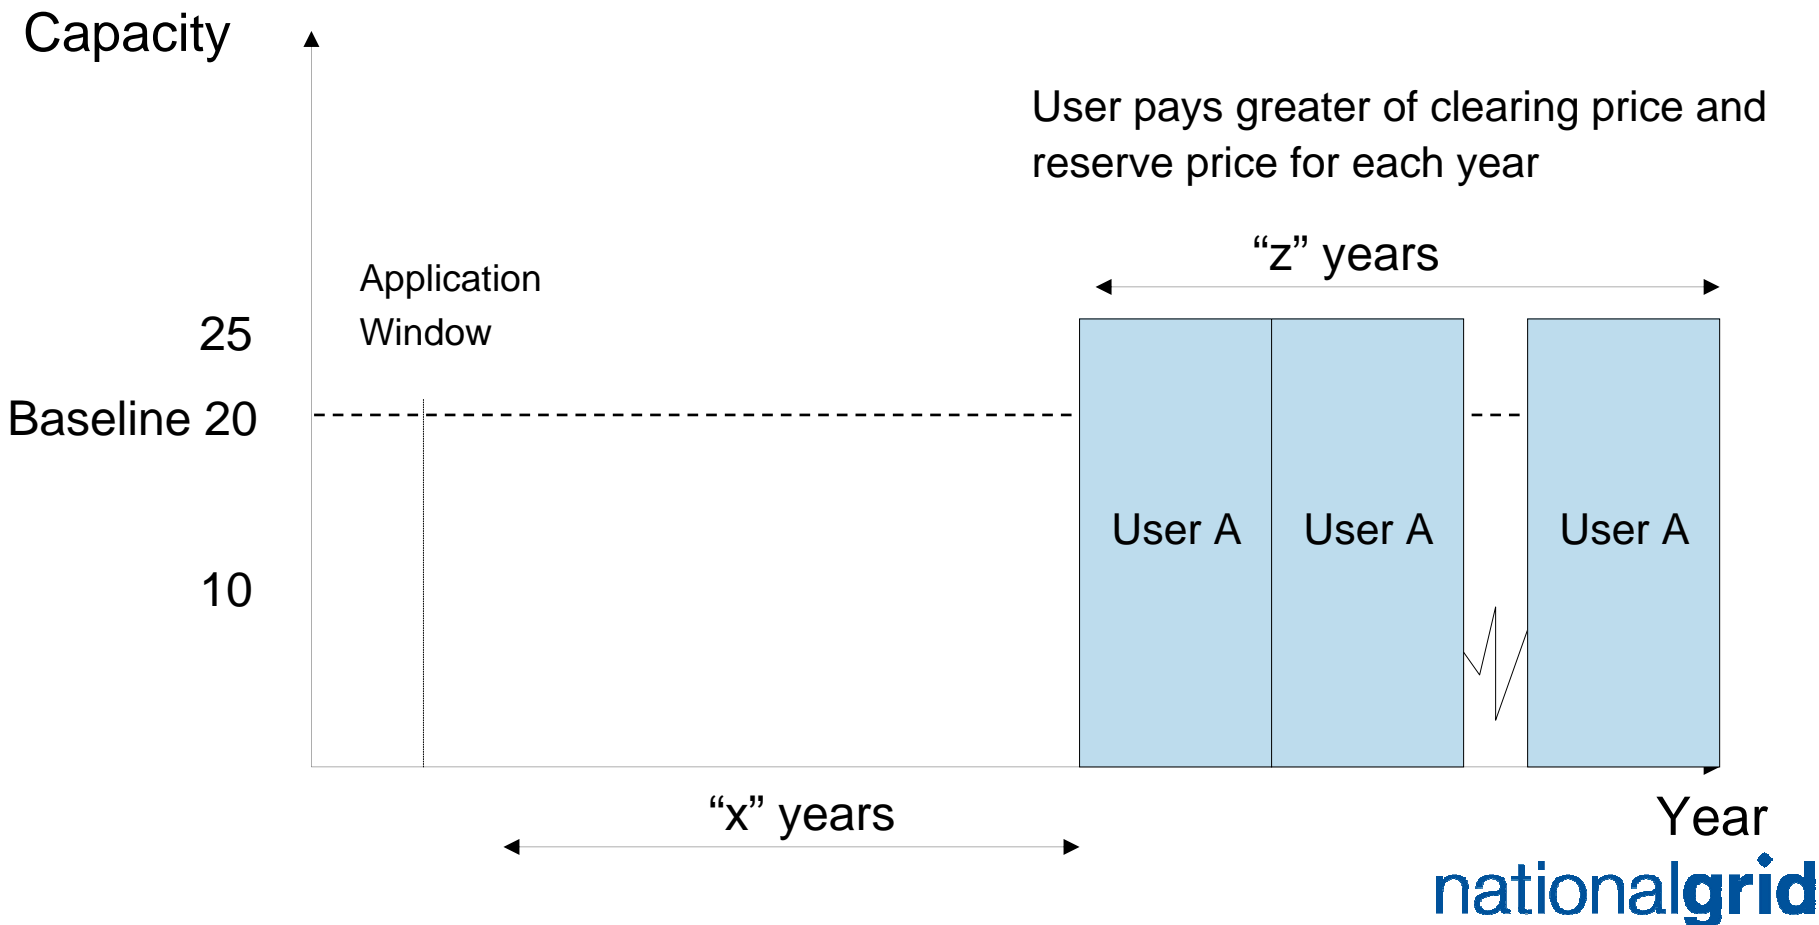 Capacity
User pays greater of clearing price and
reserve price for each year
“z” years
Application
Window
25
Baseline 20
User A
User A
User A
10
“x” years
Year
nationalgrid